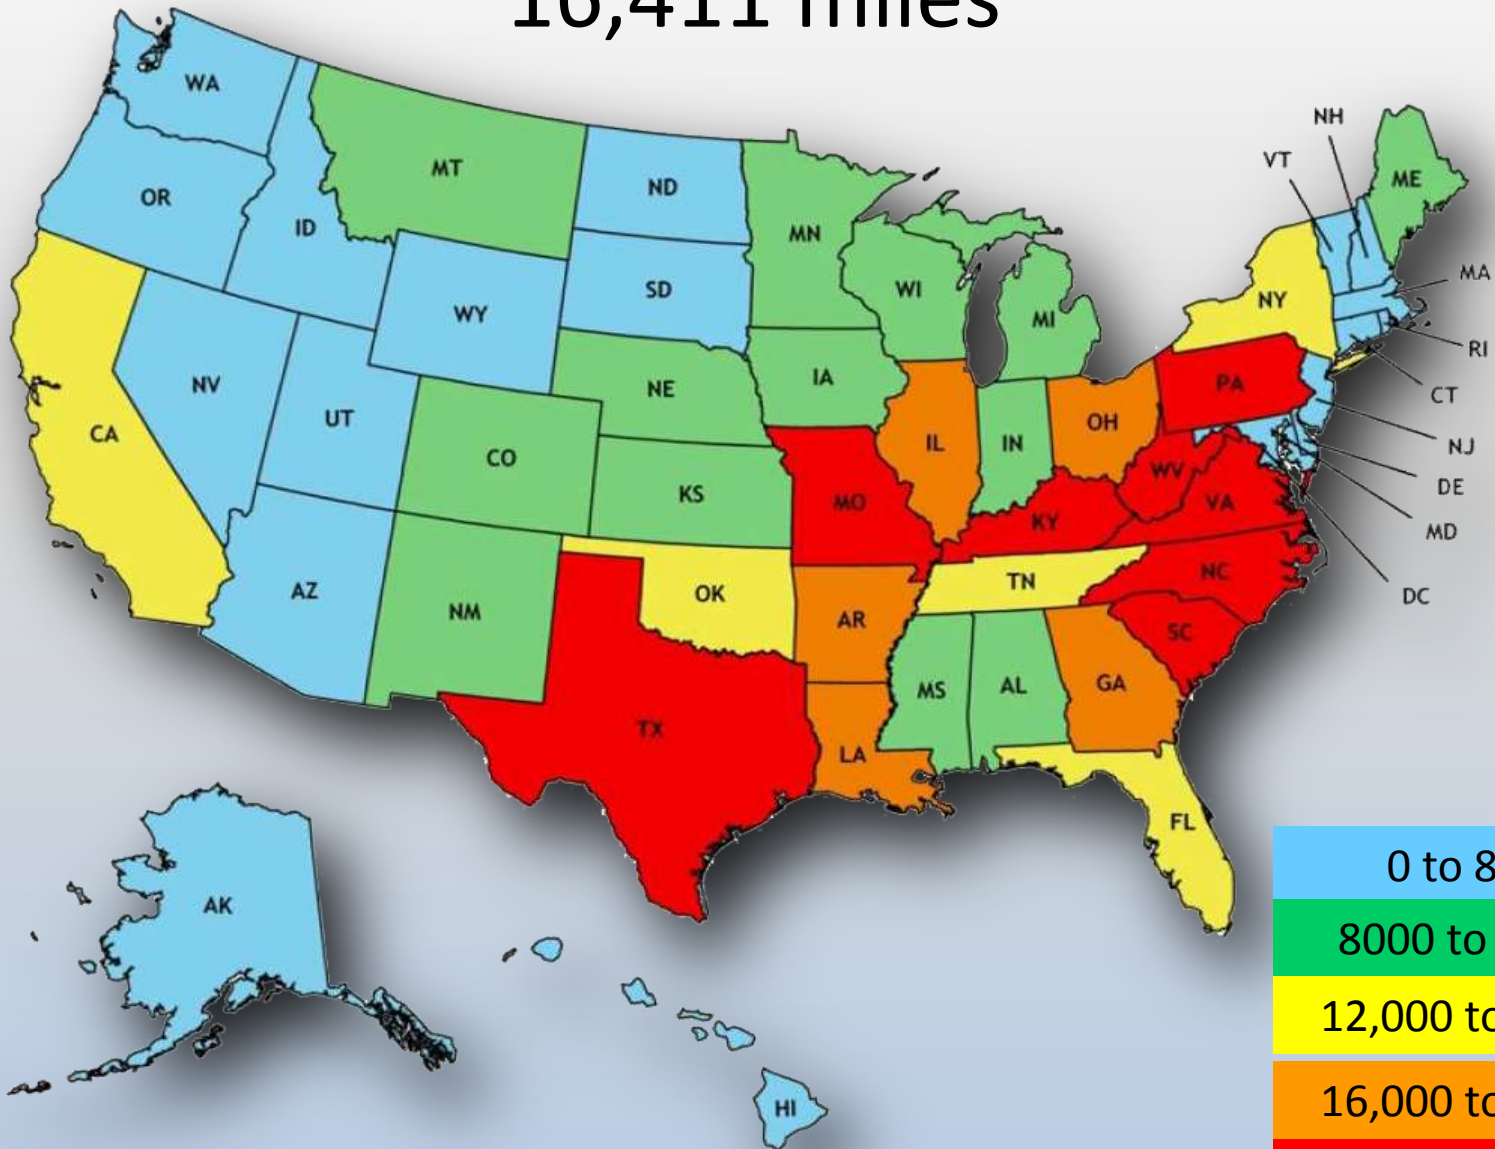 16,411 miles
WA
MT
ND
OR
ID
MN
SD
WY
WI
MI
NH
VT
ME
MA
NY
RI
CT
NJ
DE
MD
DC
NV
UT
CA
CO
NE
IA
KS
IL
IN
OH
PA
MO
KY
WV
VA
AZ
NM
OK
AR
TN
NC
SC
TX
LA
MS
AL
GA
FL
AK
HI
0 to 8
8000 to
12,000 to
16,000 to